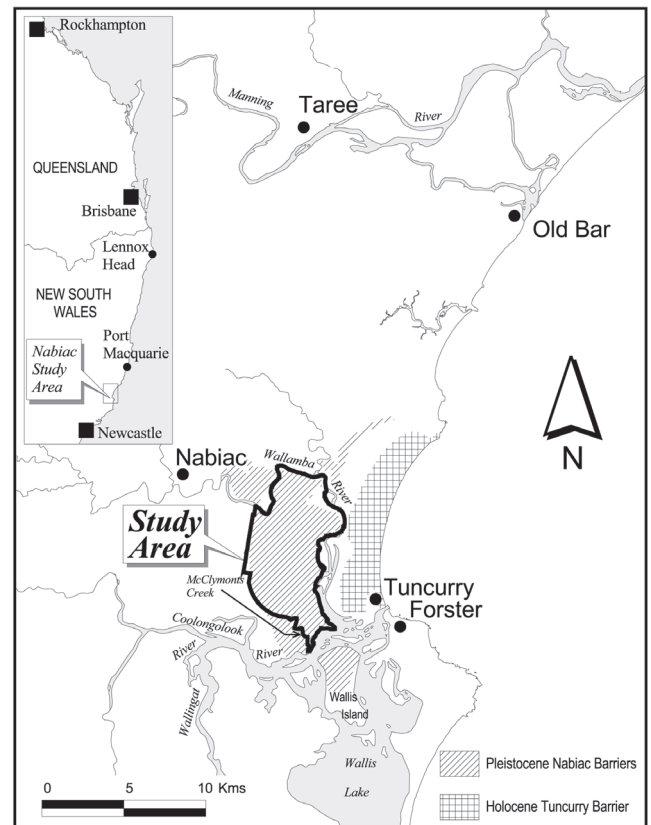 Rockhampton
QUEENSLAND
Brisbane
Lennox
Head
NEW SOUTH
WALES
Port
Macquarie
Nabiac
Study
Area
Newcastle
Manning
River
Taree
Old Bar
N
Nabiac
Wallamba
River
Study
Area
McClymonts
Creek
Tuncurry
Forster
Coolongolook
River
River
Wallingat
Wallis
Island
Wallis
Lake
0 5 10 Kms
Pleistocene Nabiac Barriers
Holocene Tuncurry Barrier